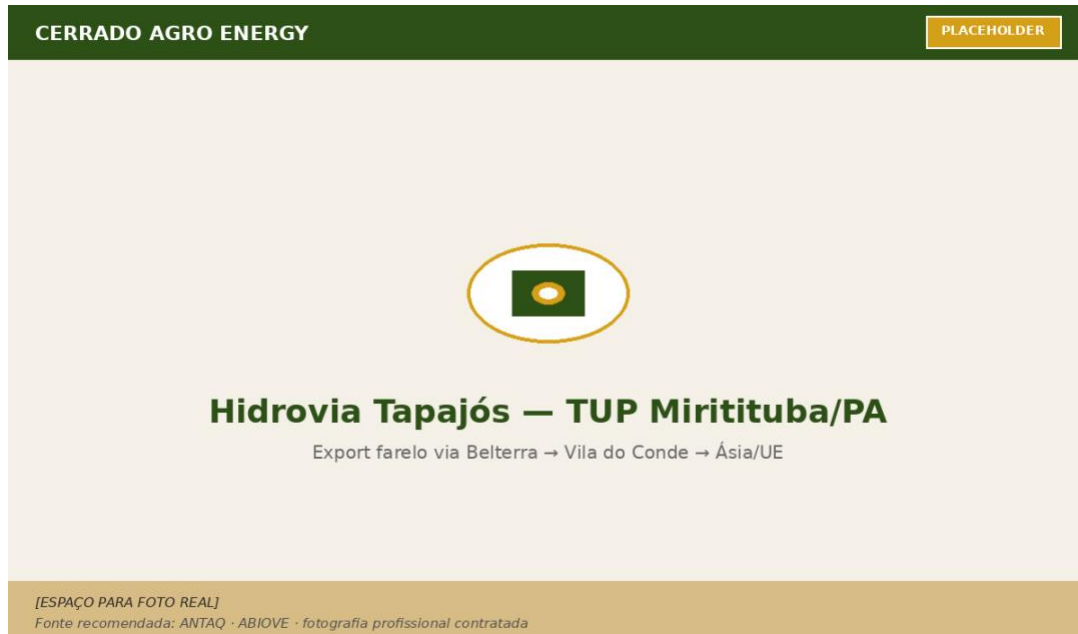 CERRADO AGRO ENERGY
PLACEHOLDER
Hidrovia Tapajós — TUP Miritituba/PA
Export farelo via Belterra → Vila do Conde → Ásia/UE
[ESPAÇO PARA FOTO REAL]
Fonte recomendada: ANTAQ · ABIOVE · fotografia profissional contratada